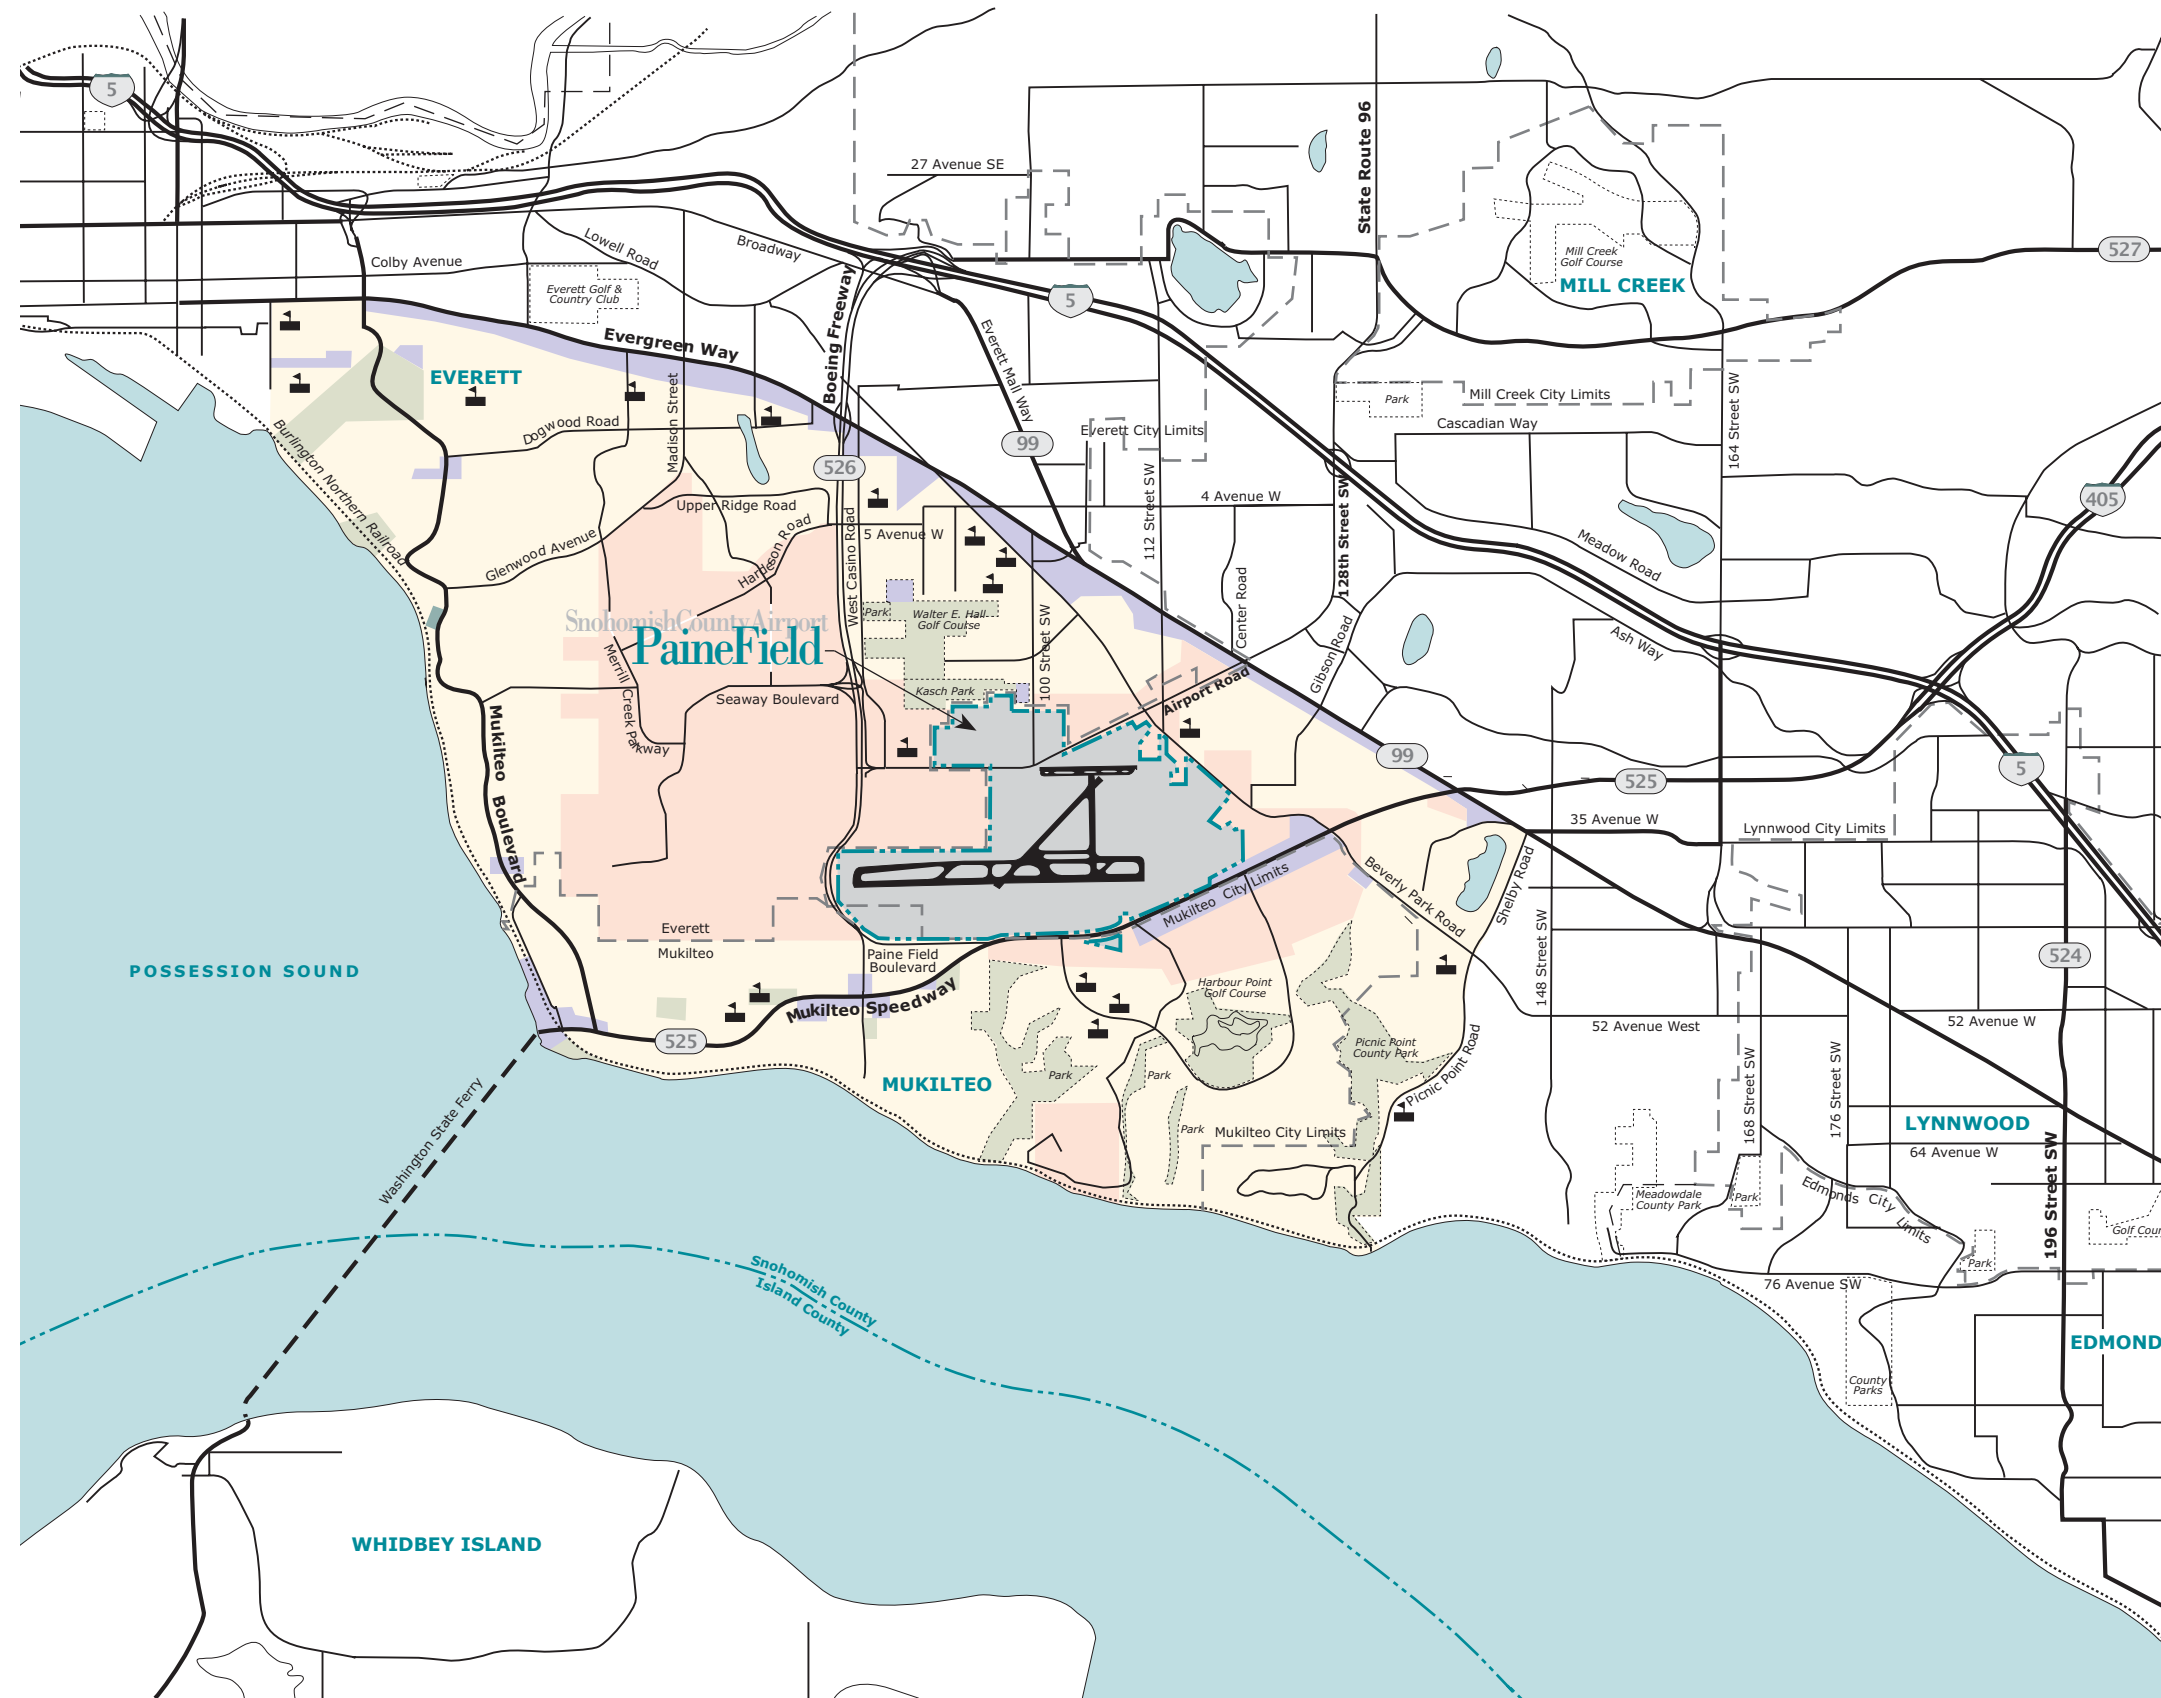 5
27 Avenue SE
State Route 96
Lowell Road
Broadway
Colby Avenue
Mill Creek
Golf Course
MILL CREEK
527
Everett Golf &
Country Club
5
Boeing Freeway
Evergreen Way
Everett Mall Way
EVERETT
Madison Street
Park
Mill Creek City Limits
164 Street SW
Dogwood Road
Everett City Limits
Cascadian Way
99
Burlington Northern Railroad
526
112 Street SW
128th Street SW
4 Avenue W
405
Upper Ridge Road
Hardeson Road
West Casino Road
5 Avenue W
Glenwood Avenue
Meadow Road
Center Road
Park
Walter E. Hall
Golf Course
100 Street SW
SnohomishCountyAirport
PaineField
Gibson Road
Ash Way
Merrill Creek Parkway
Kasch Park
Seaway Boulevard
Airport Road
Mukilteo Boulevard
99
525
5
35 Avenue W
Lynnwood City Limits
Beverly Park Road
Shelby Road
Mukilteo City Limits
148 Street SW
Everett
Mukilteo
Paine Field
Boulevard
524
POSSESSION SOUND
Mukilteo Speedway
Harbour Point
Golf Course
525
52 Avenue West
52 Avenue W
Picnic Point
County Park
Picnic Point Road
168 Street SW
176 Street SW
MUKILTEO
Park
Park
Park
Mukilteo City Limits
LYNNWOOD
64 Avenue W
196 Street SW
Washington State Ferry
Meadowdale
County Park
Park
Edmonds City Limits
Golf Cour
Park
76 Avenue SW
Snohomish County
Island County
EDMOND
County
Parks
WHIDBEY ISLAND